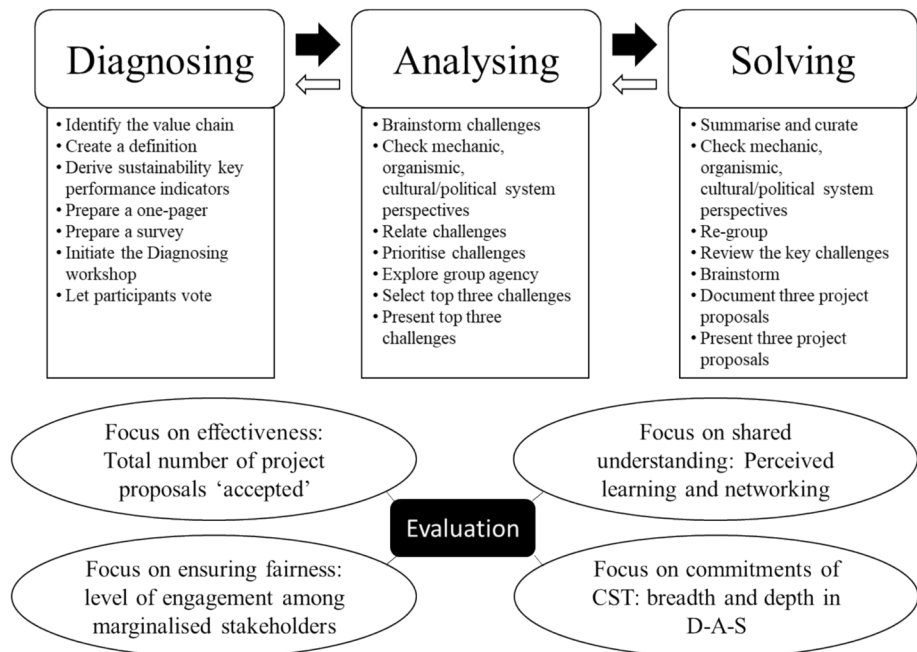 Diagnosing
• Identify the value chain
• Create a definition
• Derive sustainability key
performance indicators
• Prepare a one-pager
• Prepare a survey
• Initiate the Diagnosing
workshop
• Let participants vote
Analysing
• Brainstorm challenges
• Check mechanic,
organismic,
cultural/political system
perspectives
• Relate challenges
• Prioritise challenges
• Explore group agency
• Select top three challenges
• Present top three
challenges
Solving
• Summarise and curate
• Check mechanic,
organismic,
cultural/political system
perspectives
• Re-group
• Review the key challenges
• Brainstorm
• Document three project
proposals
• Present three project
proposals
Focus on effectiveness:
Total number of project
proposals ‘accepted’
Focus on shared
understanding: Perceived
learning and networking
Evaluation
Focus on ensuring fairness:
level of engagement among
marginalised stakeholders
Focus on commitments of
CST: breadth and depth in
D-A-S